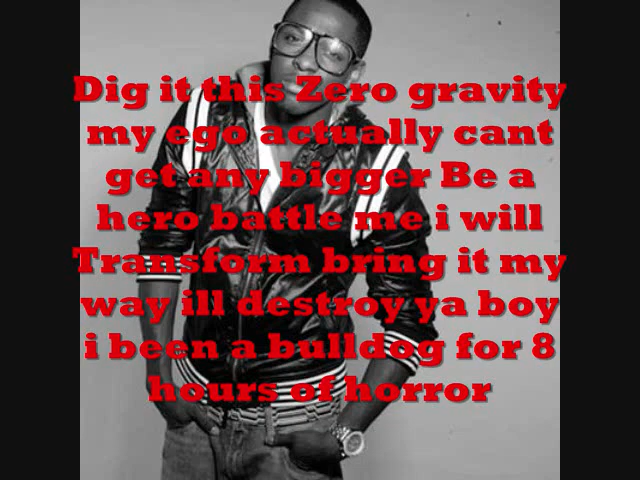 Dig it this Zero gravity
my ego actually cant
get any bigger Be a
hero battle me i will
Transform bring it my
way ill destroy ya boy
i been a bulldog for 8
hours of horror